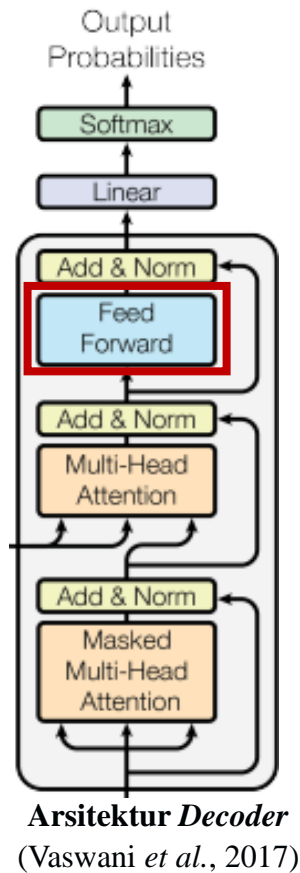 Output
Probabilities
Softmax
Linear
Add & Norm
Feed
Forward
Add & Norm
Multi-Head
Attention
Add & Norm
Masked
Multi-Head
Attention
Arsitektur Decoder
(Vaswani et al., 2017)